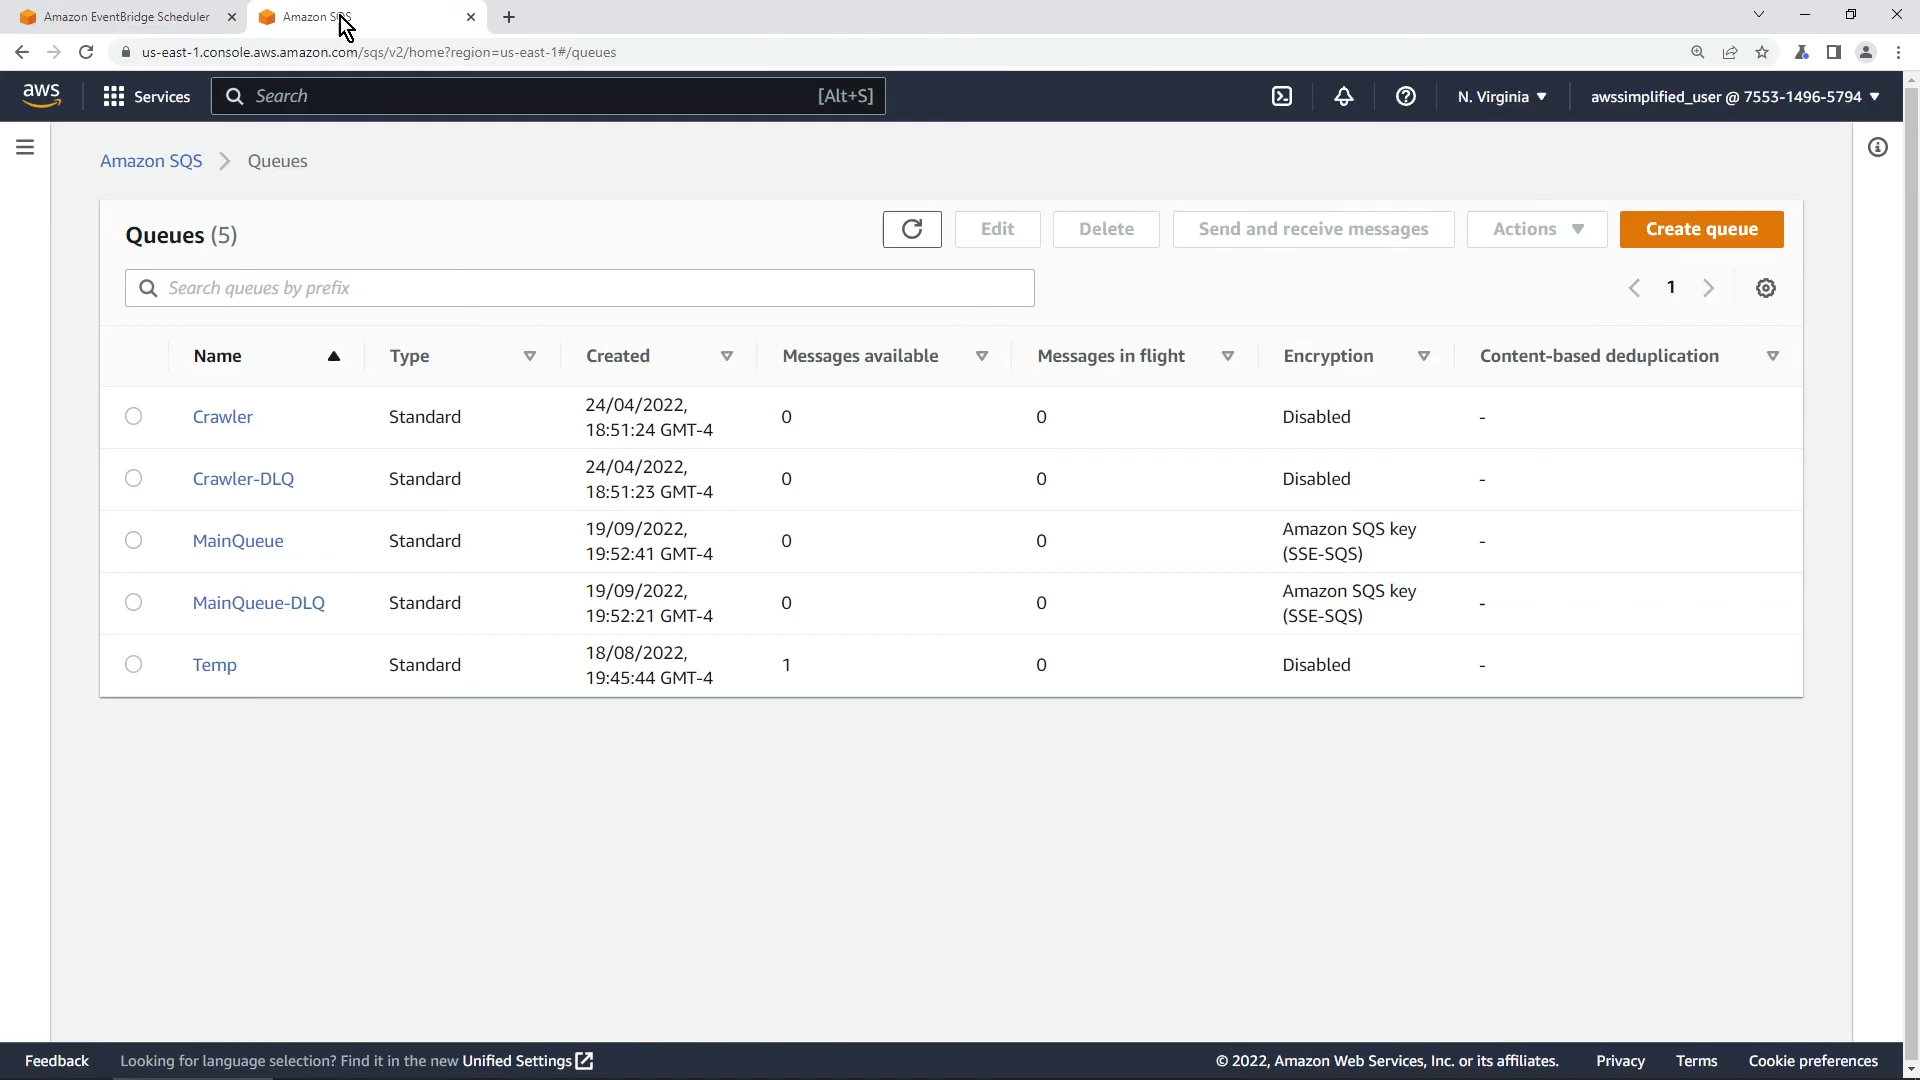 Amazon EventBridge Scheduler
Amazon SQS
us-east-1.console.aws.amazon.com/sqs/v2/home?region=us-east-1#/queues
aws
Services
Search
[Alt+S]
N. Virginia
awssimplified_user @ 7553-1496-5794
Amazon SQS
Queues
Queues (5)
Edit
Delete
Send and receive messages
Actions
Create queue
Search queues by prefix
1
Name
Type
Created
Messages available
Messages in flight
Encryption
Content-based deduplication
Crawler
Standard
24/04/2022,
18:51:24 GMT-4
0
0
Disabled
-
Crawler-DLQ
Standard
24/04/2022,
18:51:23 GMT-4
0
0
Disabled
-
MainQueue
Standard
19/09/2022,
19:52:41 GMT-4
0
0
Amazon SQS key
(SSE-SQS)
-
MainQueue-DLQ
Standard
19/09/2022,
19:52:21 GMT-4
0
0
Amazon SQS key
(SSE-SQS)
-
Temp
Standard
18/08/2022,
19:45:44 GMT-4
1
0
Disabled
-
Feedback
Looking for language selection? Find it in the new Unified Settings
© 2022, Amazon Web Services, Inc. or its affiliates.
Privacy
Terms
Cookie preferences